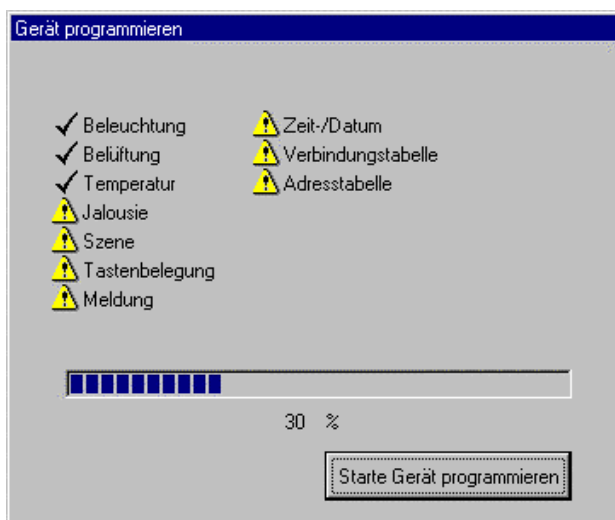 Gerät programmieren
Beleuchtung
Belüftung
Temperatur
Jalousie
Szene
Tastenbelegung
Meldung
Zeit-/Datum
Verbindungstabelle
Adresstabelle
30 %
Starte Gerät programmieren